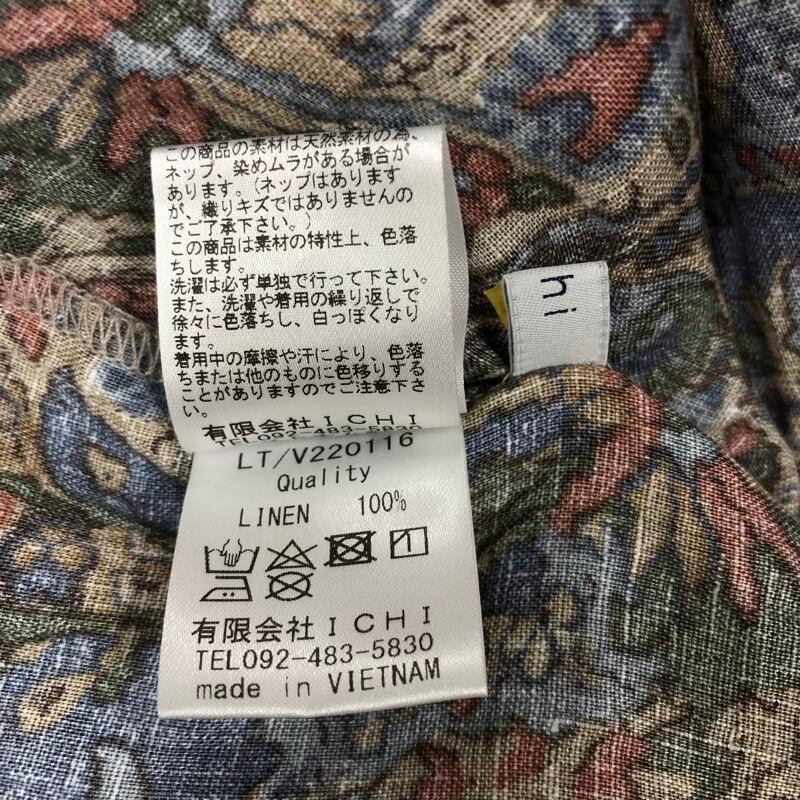 この商品の素材は天然素材の為、
ネップ、染めムラがある場合が
あります。(ネップはあります
が、織りキズではありませんの
でご了承下さい。)
この商品は素材の特性上、色落
ちします。
洗濯は必ず単独で行って下さい。
また、洗濯や着用の繰り返しで
徐々に色落ちし、白っぽくなり
ます。
着用中の摩擦や汗により、色落
ちまたは他のものに色移りする
ことがありますのでご注意下さ
い。
有限会社ICHI
TEL092-483-5830
LT/V220116
Quality
LINEN 100%
有限会社ICHI
TEL092-483-5830
made in VIETNAM
hi